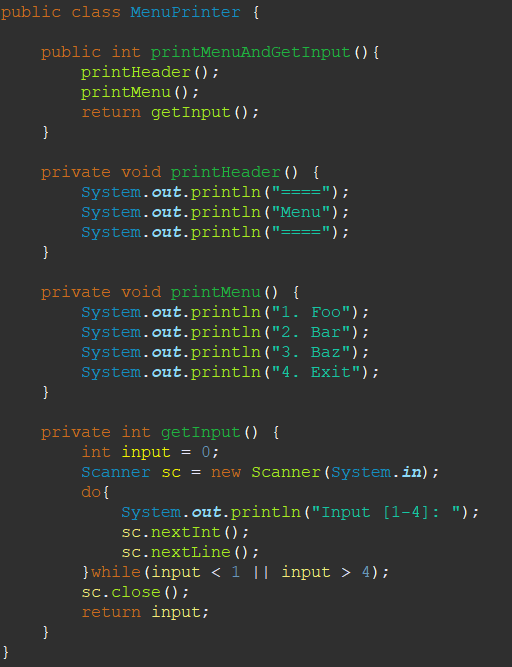 public class MenuPrinter {
public int printMenuAndGetInput(){
printHeader();
printMenu();
return getInput();
}
private void printHeader() {
System.out.println("====");
System.out.println("Menu");
System.out.println("====");
}
private void printMenu() {
System.out.println("1. Foo");
System.out.println("2. Bar");
System.out.println("3. Baz");
System.out.println("4. Exit");
}
private int getInput() {
int input = 0;
Scanner sc = new Scanner(System.in);
do{
System.out.println("Input [1-4]: ");
sc.nextInt();
sc.nextLine();
}while(input < 1 || input > 4);
sc.close();
return input;
}
}